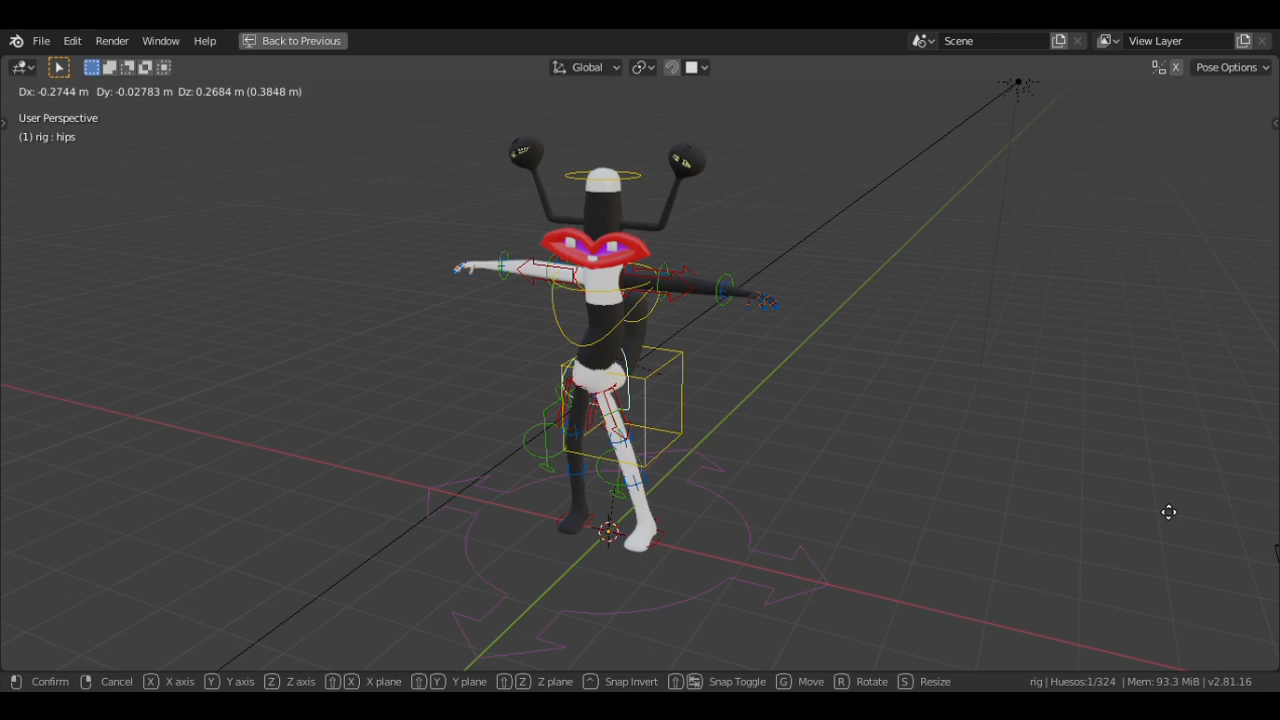 File Edit Render Window Help Back to Previous Scene View Layer
Global Pose Options
Dx: -0.2744 m Dy: -0.02783 m Dz: 0.2684 m (0.3848 m)
User Perspective
(1) rig : hips
Confirm Cancel X X axis Y Y axis Z Z axis X X plane Y Y plane Z Z plane Snap Invert Snap Toggle G Move R Rotate S Resize rig | Huesos:1/324 | Mem: 93.3 MiB | v2.81.16